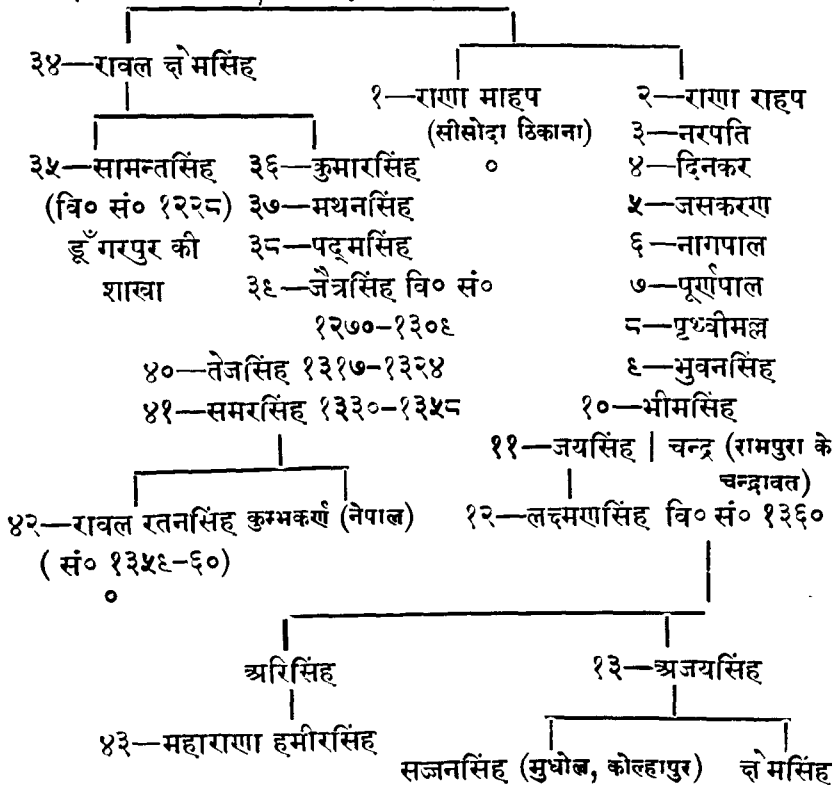 ३४—रावल क्षेमसिंह
१—राणा माहप २—राणा राहप
(सीसोदा ठिकाना) ३—नरपति
३५—सामन्तसिंह ३६—कुमारसिंह ० ४—दिनकर
(वि० सं० १२२८) ३७—मथनसिंह ५—जसकरण
डूँगरपुर की ३८—पद्मसिंह ६—नागपाल
शाखा ३९—जैत्रसिंह वि० सं० ७—पूर्णपाल
१२७०-१३०९ ८—पृथ्वीमल्ल
४०—तेजसिंह १३१७-१३२४ ९—भुवनसिंह
४१—समरसिंह १३३०-१३५८ १०—भीमसिंह
११—जयसिंह | चन्द्र (रामपुरा के
चन्द्रावत)
४२—रावल रतनसिंह कुम्भकर्ण (नेपाल) १२—लक्ष्मणसिंह वि० सं० १३६०
( सं० १३५९-६०)
०
अरिसिंह १३—अजयसिंह
४३—महाराणा हमीरसिंह
सज्जनसिंह (मुधोल, कोल्हापुर) क्षेमसिंह